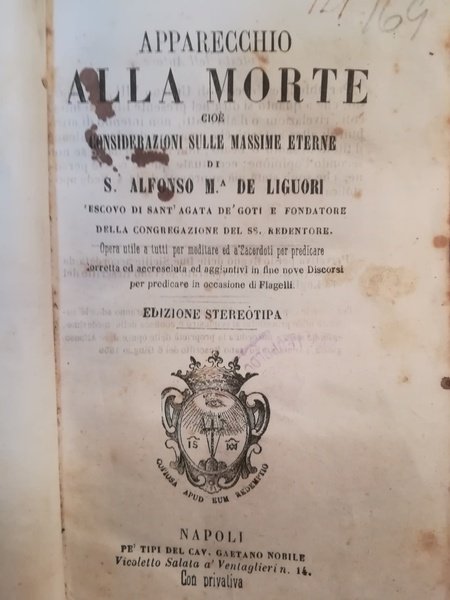 APPARECCHIO
ALLA MORTE
CIOÈ
CONSIDERAZIONI SULLE MASSIME ETERNE
DI
S. ALFONSO M.ᴬ DE LIGUORI
'ESCOVO DI SANT'AGATA DE' GOTI E FONDATORE
DELLA CONGREGAZIONE DEL SS. REDENTORE.
Opera utile a tutti per meditare ed a'Zacerdoti per predicare
orretta ed accresciuta ed aggiuntivi in fine nove Discorsi
per predicare in occasione di Flagelli.
EDIZIONE STEREOTIPA
COPIOSA APUD EUM REDEMPTIO
NAPOLI
PE' TIPI DEL CAV. GAETANO NOBILE
Vicoletto Salata a' Ventaglieri n. 14.
Con privativa